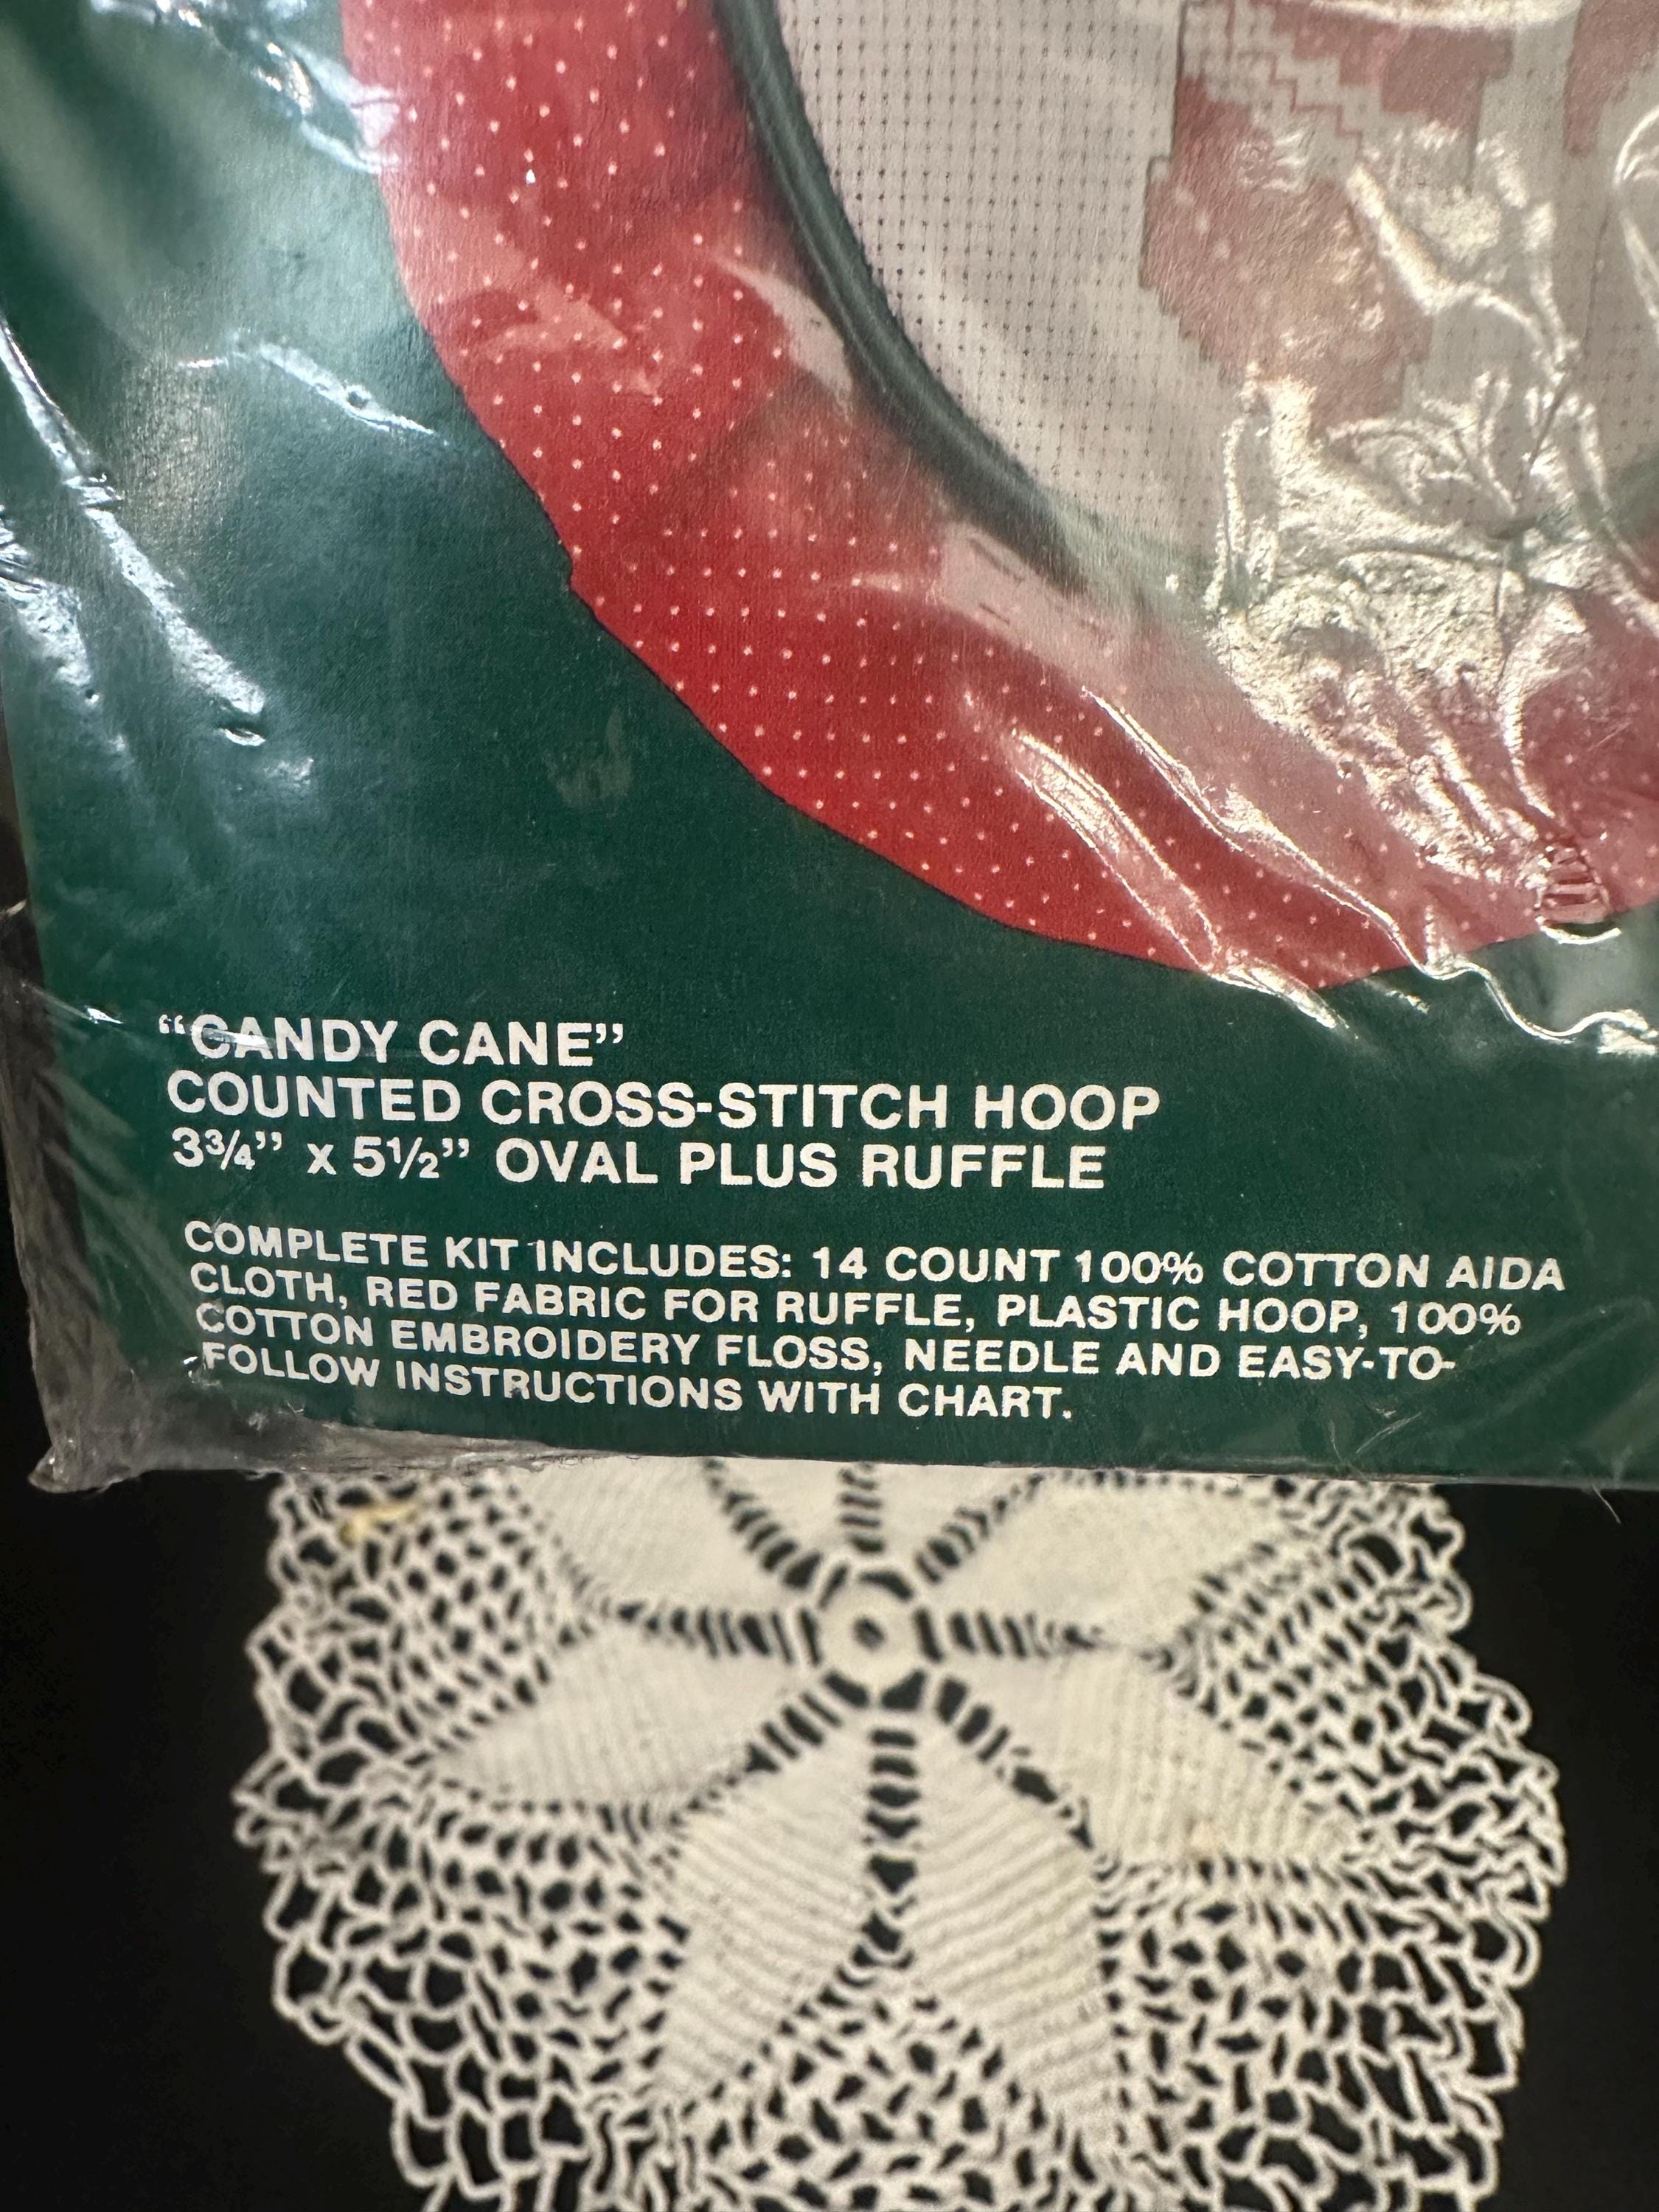 “CANDY CANE”
COUNTED CROSS-STITCH HOOP
3¾” x 5½” OVAL PLUS RUFFLE
COMPLETE KIT INCLUDES: 14 COUNT 100% COTTON AIDA
CLOTH, RED FABRIC FOR RUFFLE, PLASTIC HOOP, 100%
COTTON EMBROIDERY FLOSS, NEEDLE AND EASY-TO-
FOLLOW INSTRUCTIONS WITH CHART.